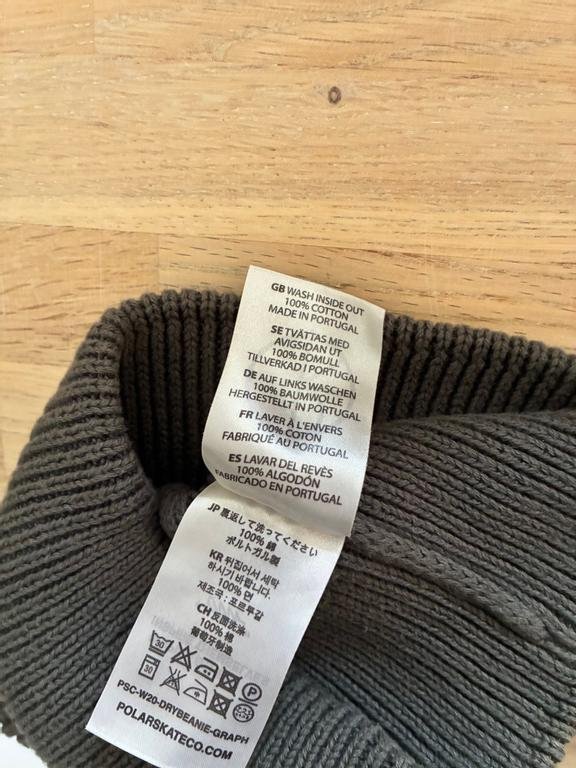 GB WASH INSIDE OUT
100% COTTON
MADE IN PORTUGAL
SE TVÄTTAS MED
AVIGSIDAN UT
100% BOMULL
TILLVERKAD I PORTUGAL
DE AUF LINKS WASCHEN
100% BAUMWOLLE
HERGESTELLT IN PORTUGAL
FR LAVER À L'ENVERS
100% COTON
FABRIQUÉ AU PORTUGAL
ES LAVAR DEL REVÈS
100% ALGODÓN
FABRICADO EN PORTUGAL
JP 裏返して洗ってください
100% 綿
ポルトガル製
KR 뒤집어서 세탁
하시기 바랍니다.
100% 면
제조국 : 포르투갈
CH 反面洗涤
100% 棉
葡萄牙制造
30 P
30
PSC-W20-DRYBEANIE-GRAPH
POLARSKATECO.COM